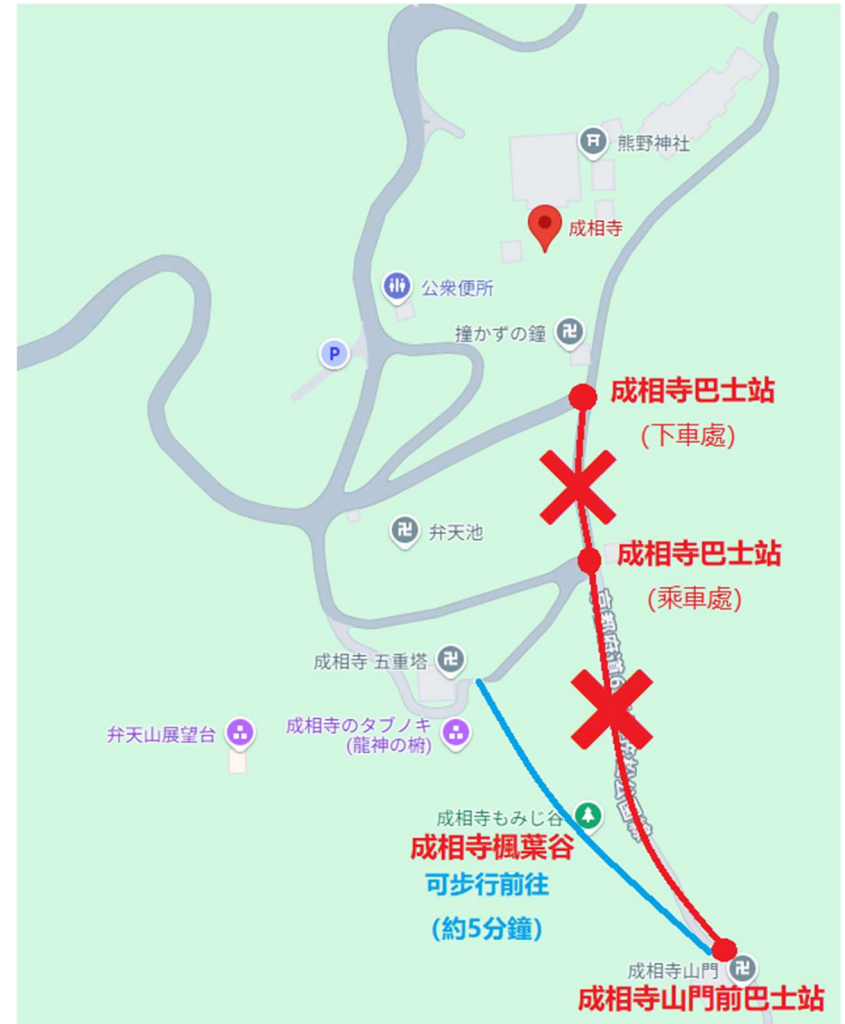 熊野神社
成相寺
公衆便所
撞かずの鐘
P
成相寺巴士站
(下車處)
弁天池
成相寺巴士站
(乘車處)
成相寺 五重塔
弁天山展望台
成相寺のタブノキ
(龍神の椨)
成相寺もみじ谷
成相寺楓葉谷
可步行前往
(約5分鐘)
成相寺山門
成相寺山門前巴士站